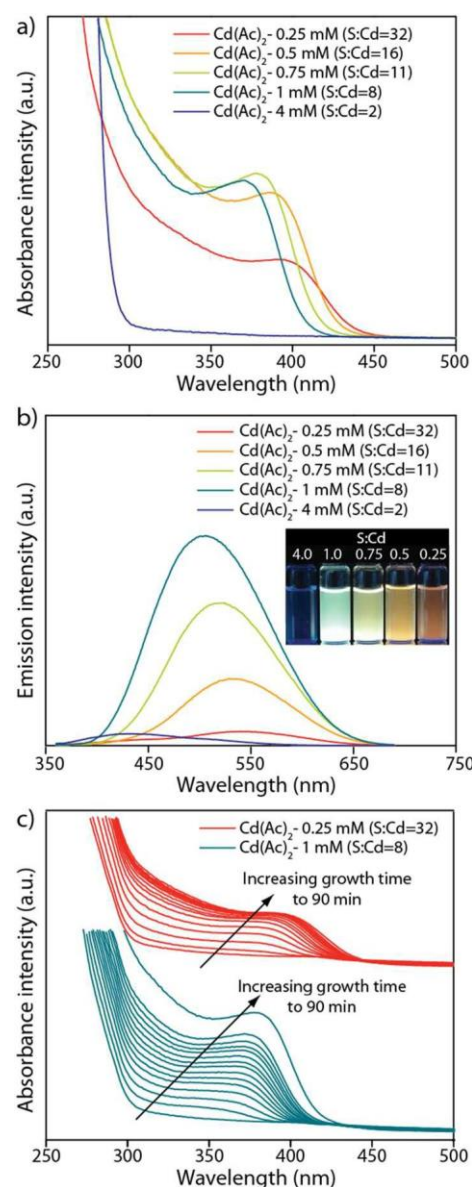 a)
Cd(Ac)₂- 0.25 mM (S:Cd=32)
Cd(Ac)₂- 0.5 mM (S:Cd=16)
Cd(Ac)₂- 0.75 mM (S:Cd=11)
Cd(Ac)₂- 1 mM (S:Cd=8)
Cd(Ac)₂- 4 mM (S:Cd=2)
Absorbance intensity (a.u.)
250 300 350 400 450 500
Wavelength (nm)
b)
Cd(Ac)₂- 0.25 mM (S:Cd=32)
Cd(Ac)₂- 0.5 mM (S:Cd=16)
Cd(Ac)₂- 0.75 mM (S:Cd=11)
Cd(Ac)₂- 1 mM (S:Cd=8)
Cd(Ac)₂- 4 mM (S:Cd=2)
S:Cd
4.0 1.0 0.75 0.5 0.25
Emission intensity (a.u.)
350 450 550 650 750
Wavelength (nm)
c)
Cd(Ac)₂- 0.25 mM (S:Cd=32)
Cd(Ac)₂- 1 mM (S:Cd=8)
Increasing growth time
to 90 min
Increasing growth time
to 90 min
Absorbance intensity (a.u.)
250 300 350 400 450 500
Wavelength (nm)